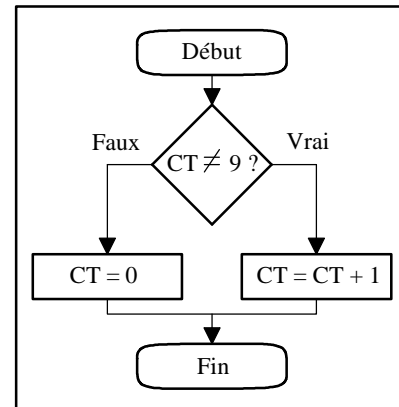 Début
Faux
Vrai
CT ≠ 9 ?
CT = 0
CT = CT + 1
Fin